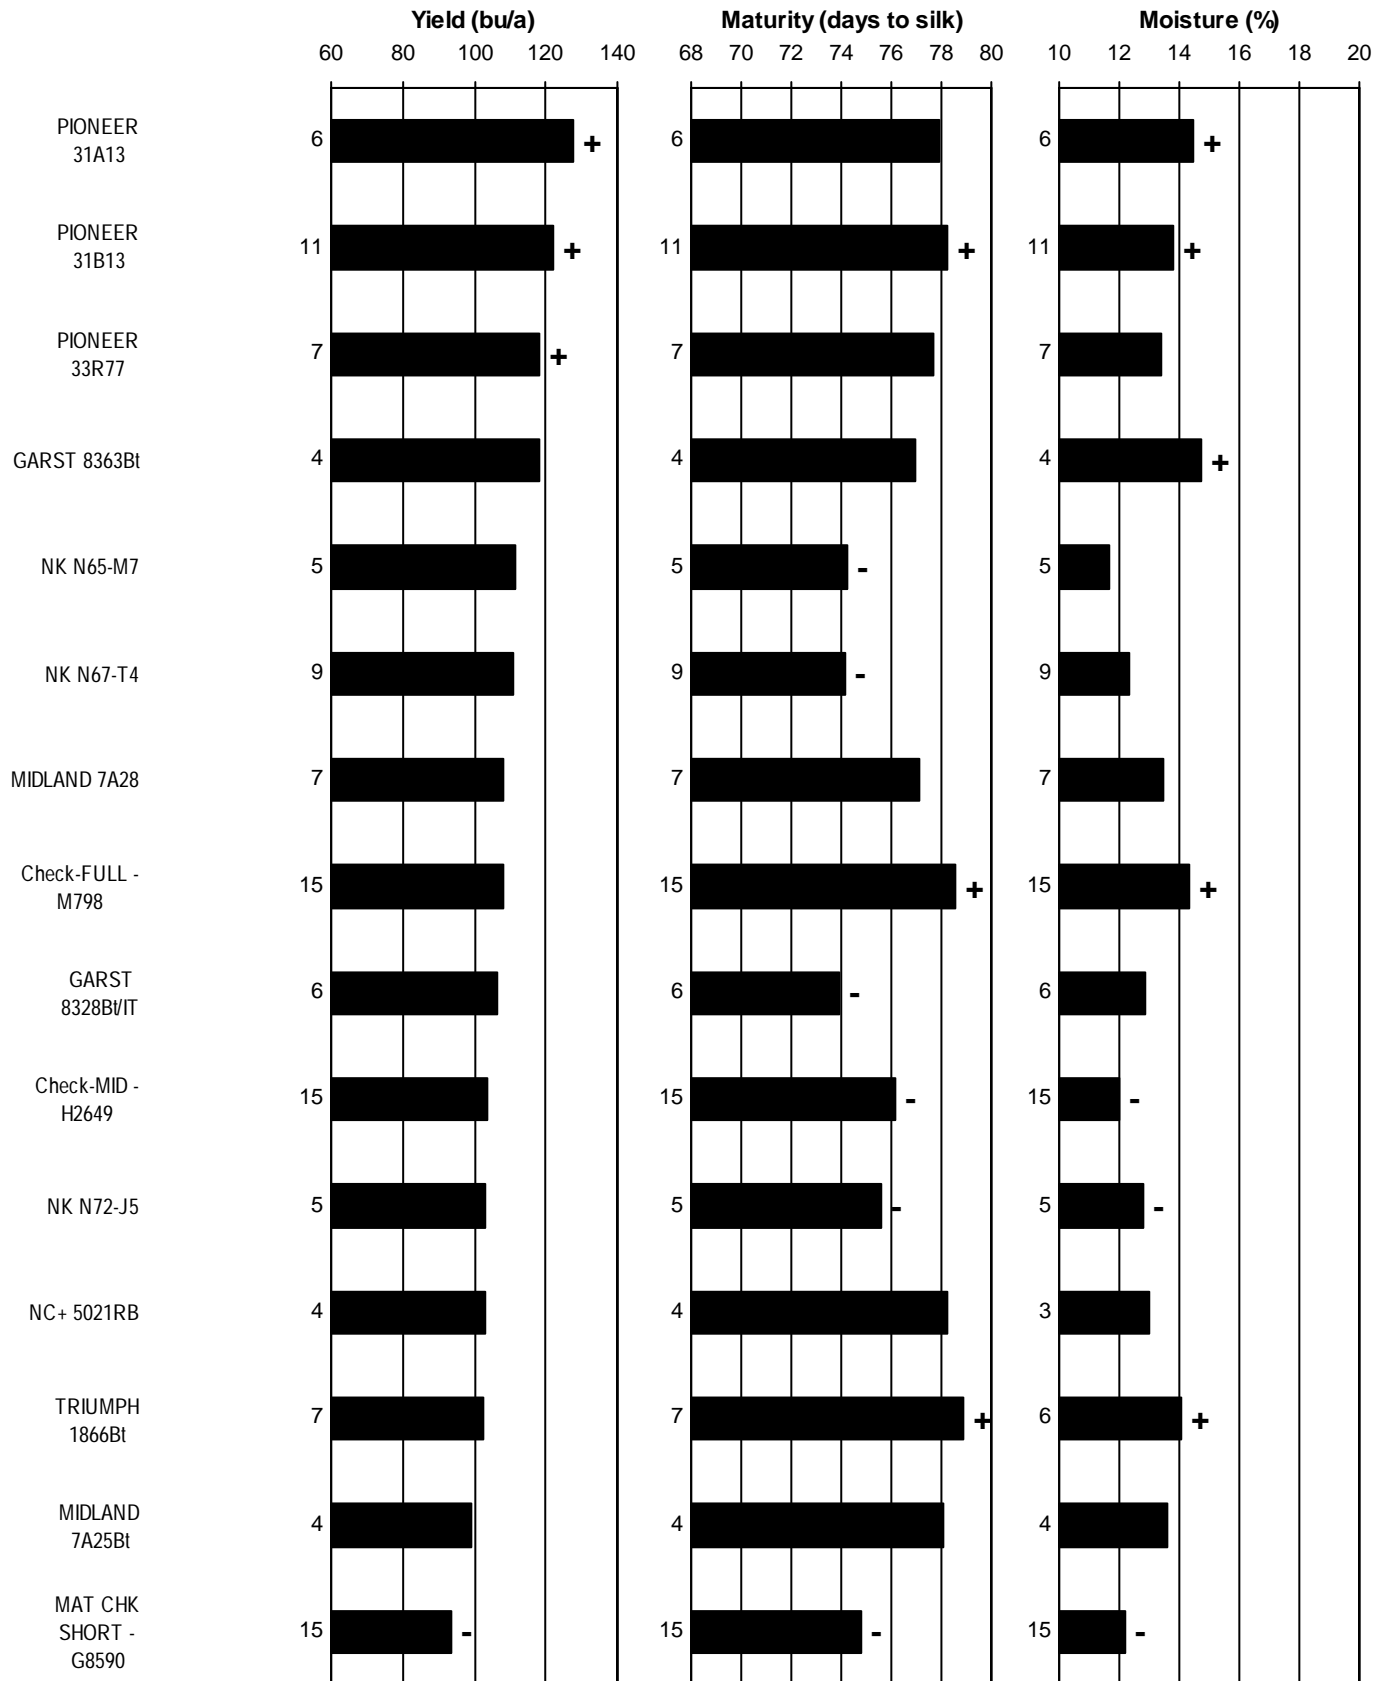 Yield (bu/a) Maturity (days to silk) Moisture (%)
60 80 100 120 140 68 70 72 74 76 78 80 10 12 14 16 18 20
PIONEER
31A13
6 + 6 6 +
PIONEER
31B13
11 + 11 + 11 +
PIONEER
33R77
7 + 7 7
GARST 8363Bt 4 4 4 +
NK N65-M7 5 5 - 5
NK N67-T4 9 9 - 9
MIDLAND 7A28 7 7 7
Check-FULL -
M798
15 15 + 15 +
GARST
8328Bt/IT
6 6 - 6
Check-MID -
H2649
15 15 - 15 -
NK N72-J5 5 5 - 5 -
NC+ 5021RB 4 4 3
TRIUMPH
1866Bt
7 7 + 6 +
MIDLAND
7A25Bt
4 4 4
MAT CHK
SHORT -
G8590
15 - 15 - 15 -